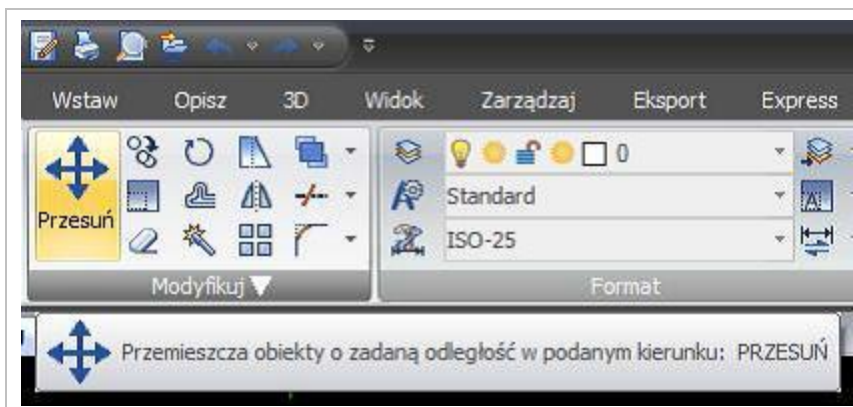 Wstaw Opisz 3D Widok Zarządzaj Eksport Express
0
Przesuń Standard
ISO-25
Modyfikuj Format
Przemieszcza obiekty o zadaną odległość w podanym kierunku: PRZESUŃ